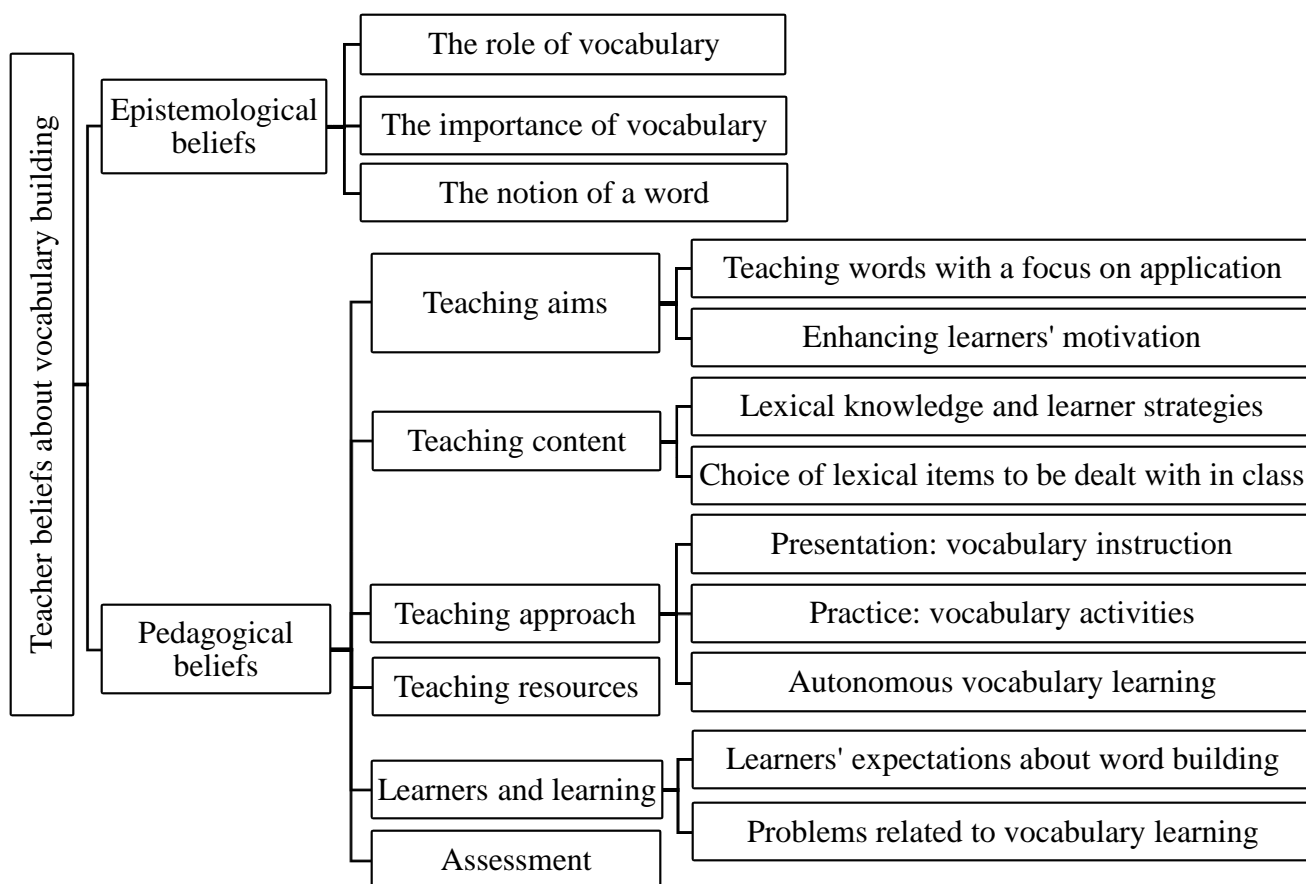 Teacher beliefs about vocabulary building
Epistemological
beliefs
The role of vocabulary
The importance of vocabulary
The notion of a word
Pedagogical
beliefs
Teaching aims
Teaching words with a focus on application
Enhancing learners' motivation
Teaching content
Lexical knowledge and learner strategies
Choice of lexical items to be dealt with in class
Teaching approach
Presentation: vocabulary instruction
Practice: vocabulary activities
Autonomous vocabulary learning
Teaching resources
Learners and learning
Learners' expectations about word building
Problems related to vocabulary learning
Assessment